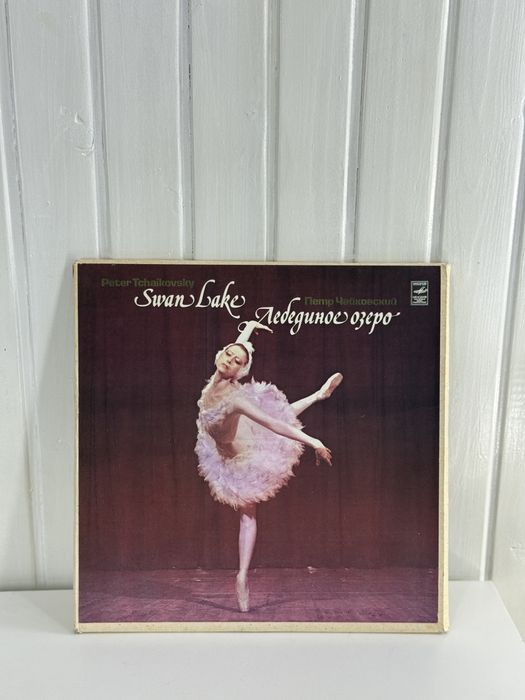 Peter Tchaikovsky
Swan Lake
Петр Чайковский
Лебединое озеро